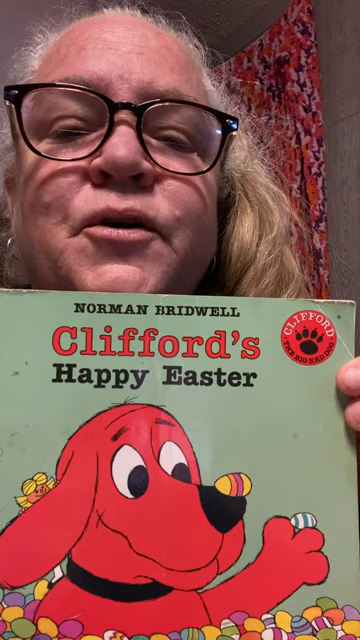 NORMAN BRIDWELL
Clifford's
Happy Easter
CLIFFORD
THE BIG RED DOG